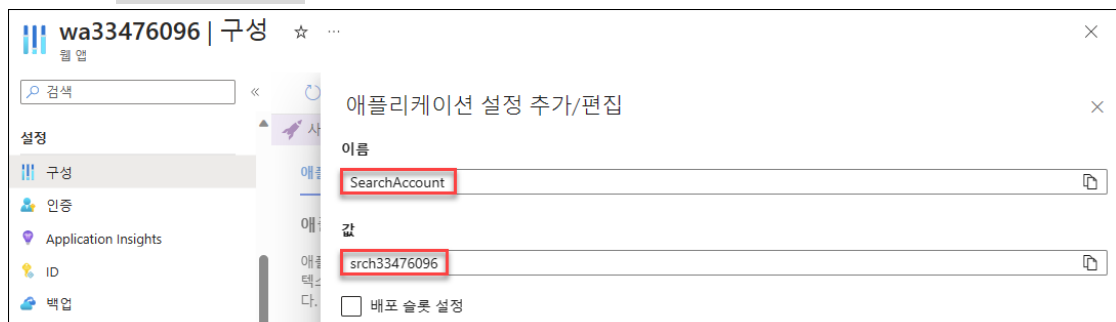 wa33476096 | 구성
웹 앱
검색
설정
구성
인증
Application Insights
ID
백업
애플리케이션 설정 추가/편집
이름
SearchAccount
값
srch33476096
배포 슬롯 설정